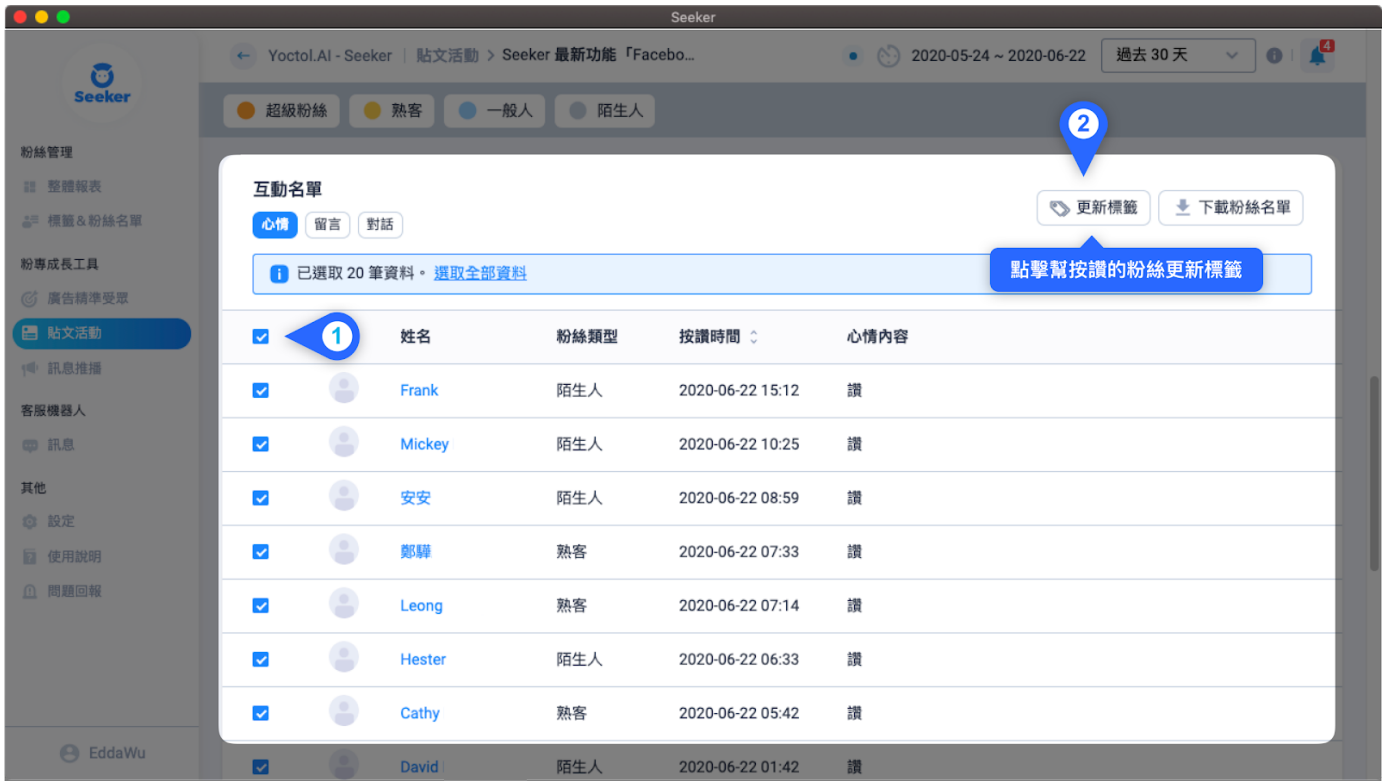 Seeker
Seeker
粉絲管理
整體報表
標籤&粉絲名單
粉專成長工具
廣告精準受眾
貼文活動
訊息推播
客服機器人
訊息
其他
設定
使用說明
問題回報
EddaWu
Yoctol.AI - Seeker | 貼文活動 > Seeker 最新功能「Facebo...
2020-05-24 ~ 2020-06-22 過去 30 天 4
超級粉絲 熟客 一般人 陌生人
2
互動名單
更新標籤 下載粉絲名單
心情 留言 對話
已選取 20 筆資料。 選取全部資料
點擊幫按讚的粉絲更新標籤
1 姓名 粉絲類型 按讚時間 心情內容
Frank 陌生人 2020-06-22 15:12 讚
Mickey 陌生人 2020-06-22 10:25 讚
安安 陌生人 2020-06-22 08:59 讚
鄭驊 熟客 2020-06-22 07:33 讚
Leong 熟客 2020-06-22 07:14 讚
Hester 陌生人 2020-06-22 06:33 讚
Cathy 熟客 2020-06-22 05:42 讚
David 陌生人 2020-06-22 01:42 讚